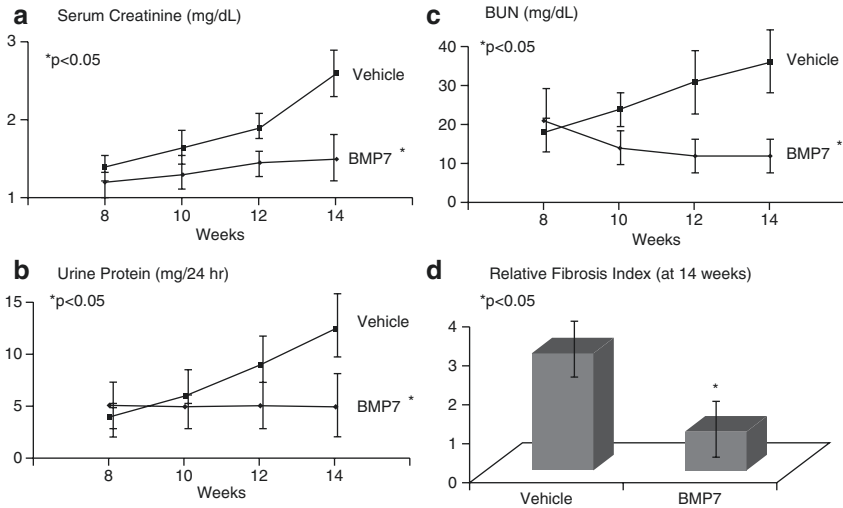 a Serum Creatinine (mg/dL)
3
*p<0.05
Vehicle
2
BMP7 *
1
8 10 12 14
Weeks
b Urine Protein (mg/24 hr)
15
*p<0.05
Vehicle
10
5
BMP7 *
0
8 10 12 14
Weeks
c BUN (mg/dL)
40
*p<0.05
Vehicle
30
20
BMP7 *
10
0
8 10 12 14
Weeks
d Relative Fibrosis Index (at 14 weeks)
*p<0.05
4
3
2
*
1
0
Vehicle BMP7